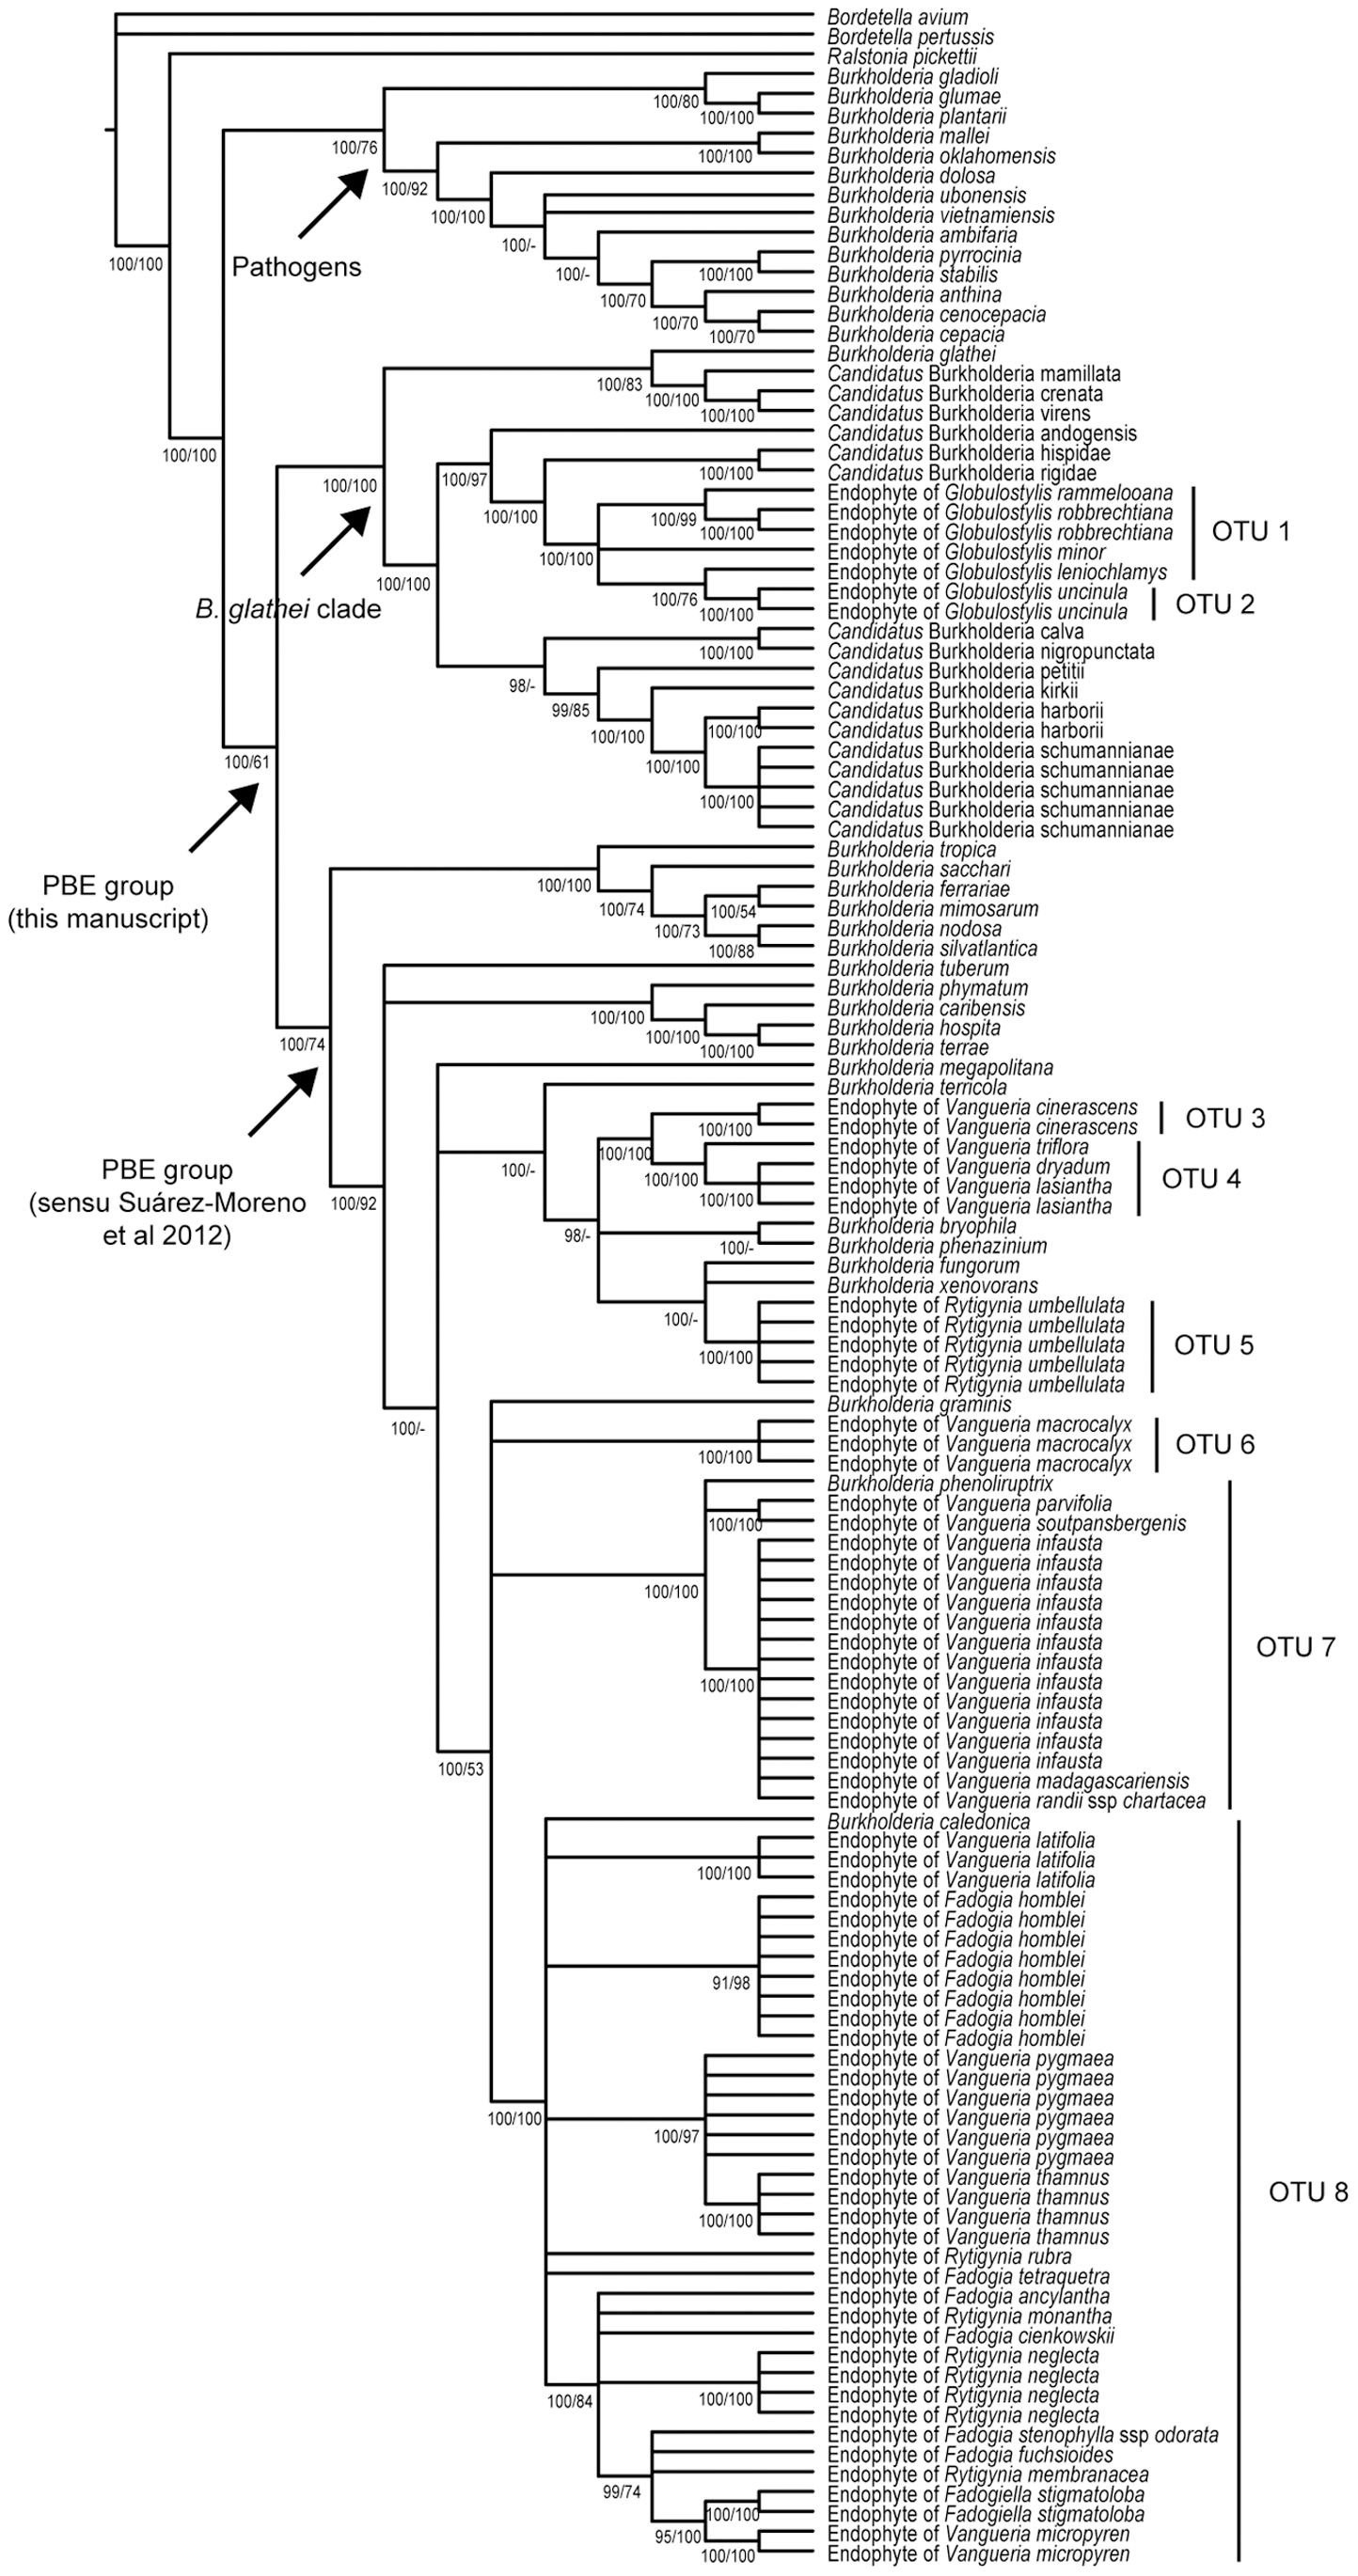 Bordetella avium
Bordetella pertussis
Ralstonia pickettii
Burkholderia gladioli
100/80
Burkholderia glumae
100/100
Burkholderia plantarii
Burkholderia mallei
100/76
100/100
Burkholderia oklahomensis
Burkholderia dolosa
100/92
Burkholderia ubonensis
100/100
Burkholderia vietnamiensis
Burkholderia ambifaria
100/-
Burkholderia pyrrocinia
100/100
Pathogens
100/-
Burkholderia stabilis
100/100
Burkholderia anthina
100/70
Burkholderia cenocepacia
100/70
Burkholderia cepacia
100/70
Burkholderia glathei
Candidatus Burkholderia mamillata
100/83
Candidatus Burkholderia crenata
100/100
Candidatus Burkholderia virens
100/100
Candidatus Burkholderia andogensis
100/100
Candidatus Burkholderia hispidae
100/100
Candidatus Burkholderia rigidae
100/97
100/100
Endophyte of Globulostylis rammelooana
Endophyte of Globulostylis robbrechtiana
100/100
100/99
Endophyte of Globulostylis robbrechtiana
100/100
OTU 1
Endophyte of Globulostylis minor
100/100
Endophyte of Globulostylis leniochlamys
100/100
Endophyte of Globulostylis uncinula
100/76
OTU 2
B. glathei clade
Endophyte of Globulostylis uncinula
100/100
Candidatus Burkholderia calva
Candidatus Burkholderia nigropunctata
100/100
Candidatus Burkholderia petitii
98/-
Candidatus Burkholderia kirkii
99/85
Candidatus Burkholderia harborii
Candidatus Burkholderia harborii
100/100
100/100
Candidatus Burkholderia schumannianae
100/61
100/100
Candidatus Burkholderia schumannianae
Candidatus Burkholderia schumannianae
100/100
Candidatus Burkholderia schumannianae
Candidatus Burkholderia schumannianae
Burkholderia tropica
Burkholderia sacchari
PBE group
(this manuscript)
100/100
Burkholderia ferrariae
100/74
100/54
Burkholderia mimosarum
Burkholderia nodosa
100/73
Burkholderia silvatlantica
100/88
Burkholderia tuberum
Burkholderia phymatum
Burkholderia caribensis
100/100
Burkholderia hospita
100/100
100/74
Burkholderia terrae
100/100
Burkholderia megapolitana
Burkholderia terricola
Endophyte of Vangueria cinerascens
OTU 3
Endophyte of Vangueria cinerascens
100/100
Endophyte of Vangueria triflora
100/100
Endophyte of Vangueria dryadum
100/-
100/100
OTU 4
Endophyte of Vangueria lasiantha
100/100
Endophyte of Vangueria lasiantha
PBE group
(sensu Suárez-Moreno
et al 2012)
100/92
Burkholderia bryophila
98/-
Burkholderia phenazinium
100/-
Burkholderia fungorum
Burkholderia xenovorans
Endophyte of Rytigynia umbellulata
100/-
Endophyte of Rytigynia umbellulata
Endophyte of Rytigynia umbellulata
OTU 5
100/100
Endophyte of Rytigynia umbellulata
Endophyte of Rytigynia umbellulata
Burkholderia graminis
100/-
Endophyte of Vangueria macrocalyx
Endophyte of Vangueria macrocalyx
OTU 6
100/100
Endophyte of Vangueria macrocalyx
Burkholderia phenoliruptrix
Endophyte of Vangueria parvifolia
100/100
Endophyte of Vangueria soutpansbergenis
Endophyte of Vangueria infausta
Endophyte of Vangueria infausta
Endophyte of Vangueria infausta
100/100
Endophyte of Vangueria infausta
Endophyte of Vangueria infausta
Endophyte of Vangueria infausta
OTU 7
Endophyte of Vangueria infausta
Endophyte of Vangueria infausta
100/100
Endophyte of Vangueria infausta
Endophyte of Vangueria infausta
Endophyte of Vangueria infausta
Endophyte of Vangueria infausta
100/53
Endophyte of Vangueria madagascariensis
Endophyte of Vangueria randii ssp chartacea
Burkholderia caledonica
Endophyte of Vangueria latifolia
Endophyte of Vangueria latifolia
100/100
Endophyte of Vangueria latifolia
Endophyte of Fadogia homblei
Endophyte of Fadogia homblei
Endophyte of Fadogia homblei
Endophyte of Fadogia homblei
Endophyte of Fadogia homblei
91/98
Endophyte of Fadogia homblei
Endophyte of Fadogia homblei
Endophyte of Fadogia homblei
Endophyte of Vangueria pygmaea
Endophyte of Vangueria pygmaea
Endophyte of Vangueria pygmaea
100/100
Endophyte of Vangueria pygmaea
100/97
Endophyte of Vangueria pygmaea
Endophyte of Vangueria pygmaea
Endophyte of Vangueria thamnus
OTU 8
Endophyte of Vangueria thamnus
Endophyte of Vangueria thamnus
100/100
Endophyte of Vangueria thamnus
Endophyte of Rytigynia rubra
Endophyte of Fadogia tetraquetra
Endophyte of Fadogia ancylantha
Endophyte of Rytigynia monantha
Endophyte of Fadogia cienkowskii
Endophyte of Rytigynia neglecta
Endophyte of Rytigynia neglecta
100/84
100/100
Endophyte of Rytigynia neglecta
Endophyte of Rytigynia neglecta
Endophyte of Fadogia stenophylla ssp odorata
Endophyte of Fadogia fuchsioides
Endophyte of Rytigynia membranacea
99/74
Endophyte of Fadogiella stigmatoloba
100/100
Endophyte of Fadogiella stigmatoloba
95/100
Endophyte of Vangueria micropyren
100/100
Endophyte of Vangueria micropyren